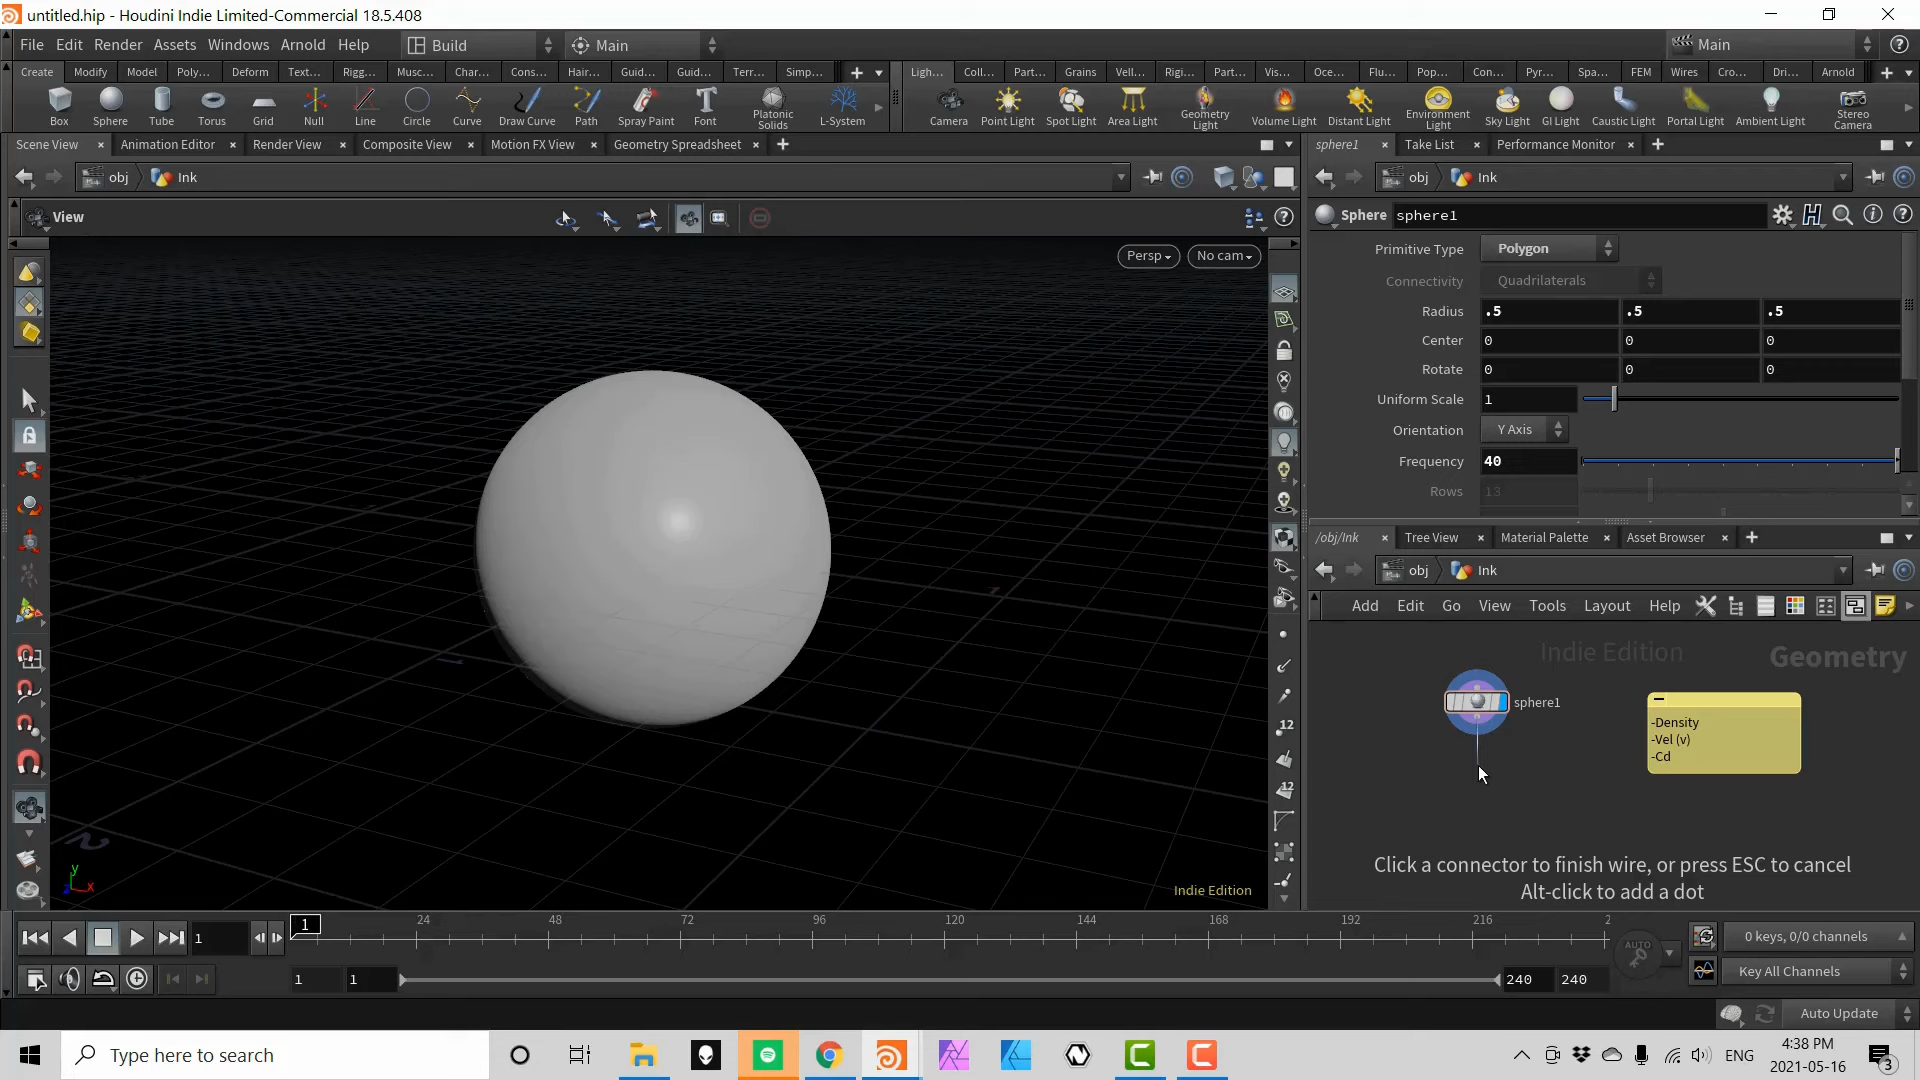 untitled.hip - Houdini Indie Limited-Commercial 18.5.408
File Edit Render Assets Windows Arnold Help Build Main Main
Create Modify Model Poly... Deform Text... Rigg... Musc... Char... Cons... Hair... Guid... Guid... Terr... Simp...
Ligh... Coll... Part... Grains Vell... Rigi... Part... Vis... Oce... Flu... Pop... Con... Pyr... Spa... FEM Wires Cro... Dri... Arnold
Box Sphere Tube Torus Grid Null Line Circle Curve Draw Curve Path Spray Paint Font Platonic Solids L-System
Camera Point Light Spot Light Area Light Geometry Light Volume Light Distant Light Environment Light Sky Light GI Light Caustic Light Portal Light Ambient Light Stereo Camera
Scene View Animation Editor Render View Composite View Motion FX View Geometry Spreadsheet
sphere1 Take List Performance Monitor
obj Ink
obj Ink
View
Persp No cam
Sphere sphere1
Primitive Type Polygon
Connectivity Quadrilaterals
Radius .5 .5 .5
Center 0 0 0
Rotate 0 0 0
Uniform Scale 1
Orientation Y Axis
Frequency 40
Rows 13
/obj/Ink Tree View Material Palette Asset Browser
obj Ink
Add Edit Go View Tools Layout Help
Indie Edition Geometry
sphere1
-Density
-Vel (v)
-Cd
Click a connector to finish wire, or press ESC to cancel
Alt-click to add a dot
12
12
y
z x
Indie Edition
1 1 24 48 72 96 120 144 168 192 216 2
AUTO
0 keys, 0/0 channels
1 1 240 240
Key All Channels
Auto Update
Type here to search
ENG
4:38 PM
2021-05-16
3